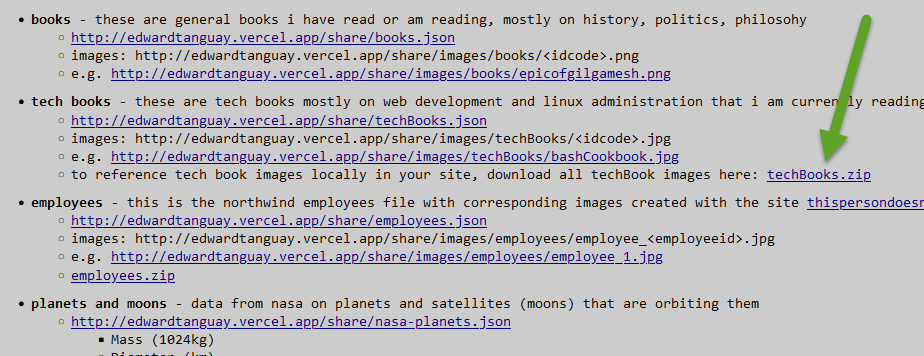 • books - these are general books i have read or am reading, mostly on history, politics, philosohy
○ http://edwardtanguay.vercel.app/share/books.json
○ images: http://edwardtanguay.vercel.app/share/images/books/<idcode>.png
○ e.g. http://edwardtanguay.vercel.app/share/images/books/epicofgilgamesh.png
• tech books - these are tech books mostly on web development and linux administration that i am currently reading
○ http://edwardtanguay.vercel.app/share/techBooks.json
○ images: http://edwardtanguay.vercel.app/share/images/techBooks/<idcode>.jpg
○ e.g. http://edwardtanguay.vercel.app/share/images/techBooks/bashCookbook.jpg
○ to reference tech book images locally in your site, download all techBook images here: techBooks.zip
• employees - this is the northwind employees file with corresponding images created with the site thispersondoesn
○ http://edwardtanguay.vercel.app/share/employees.json
○ images: http://edwardtanguay.vercel.app/share/images/employees/employee_<employeeid>.jpg
○ e.g. http://edwardtanguay.vercel.app/share/images/employees/employee_1.jpg
○ employees.zip
• planets and moons - data from nasa on planets and satellites (moons) that are orbiting them
○ http://edwardtanguay.vercel.app/share/nasa-planets.json
▪ Mass (1024kg)